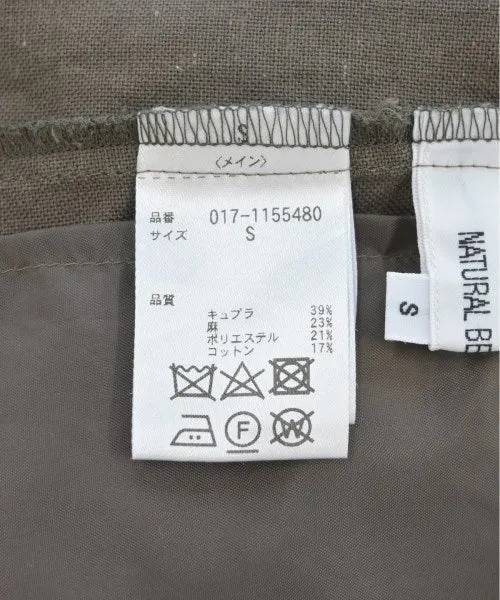 S
〈メイン〉
品番 017-1155480
サイズ S
品質
キュプラ 39%
麻 23%
ポリエステル 21%
コットン 17%
F
W
S
NATURAL BE